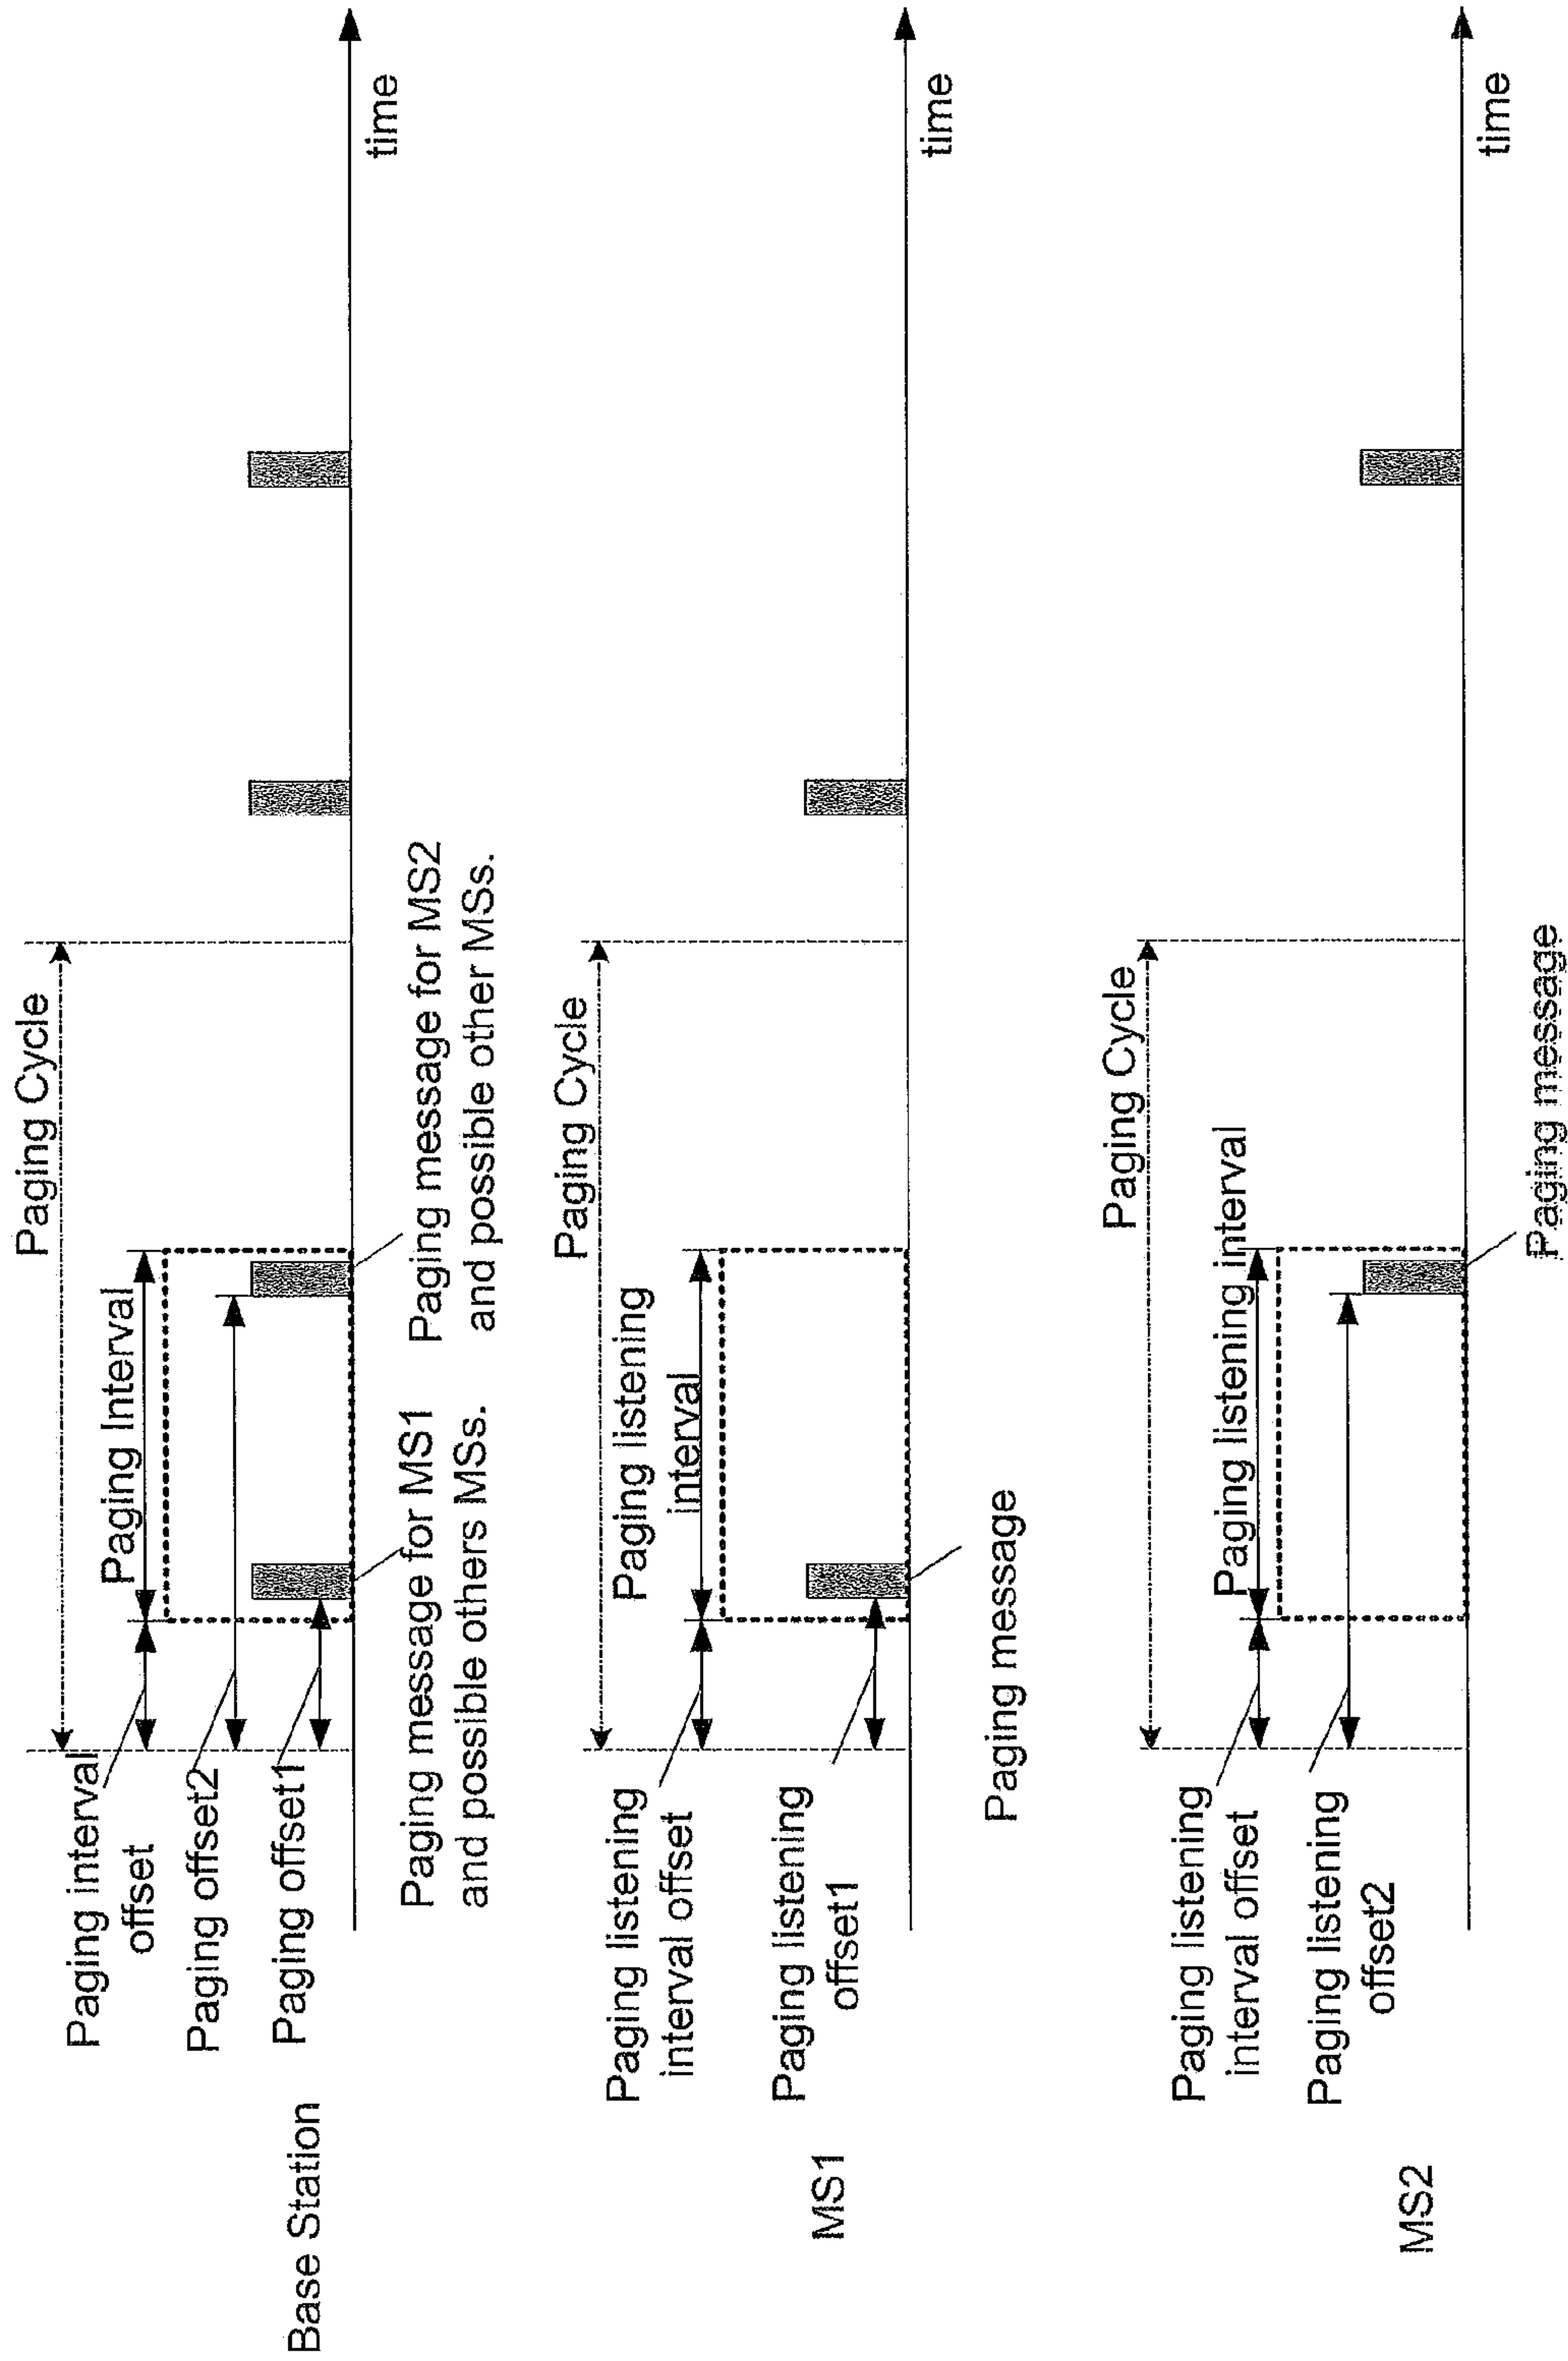 Paging Cycle
Paging Interval
Paging interval
offset
Paging offset2
Paging offset1
Base Station
time
Paging message for MS1
and possible others MSs.
Paging message for MS2
and possible other MSs.
Paging Cycle
Paging listening
interval
Paging listening
interval offset
Paging listening
offset1
MS1
time
Paging message
Paging Cycle
Paging listening interval
Paging listening
interval offset
Paging listening
offset2
MS2
time
Paging message